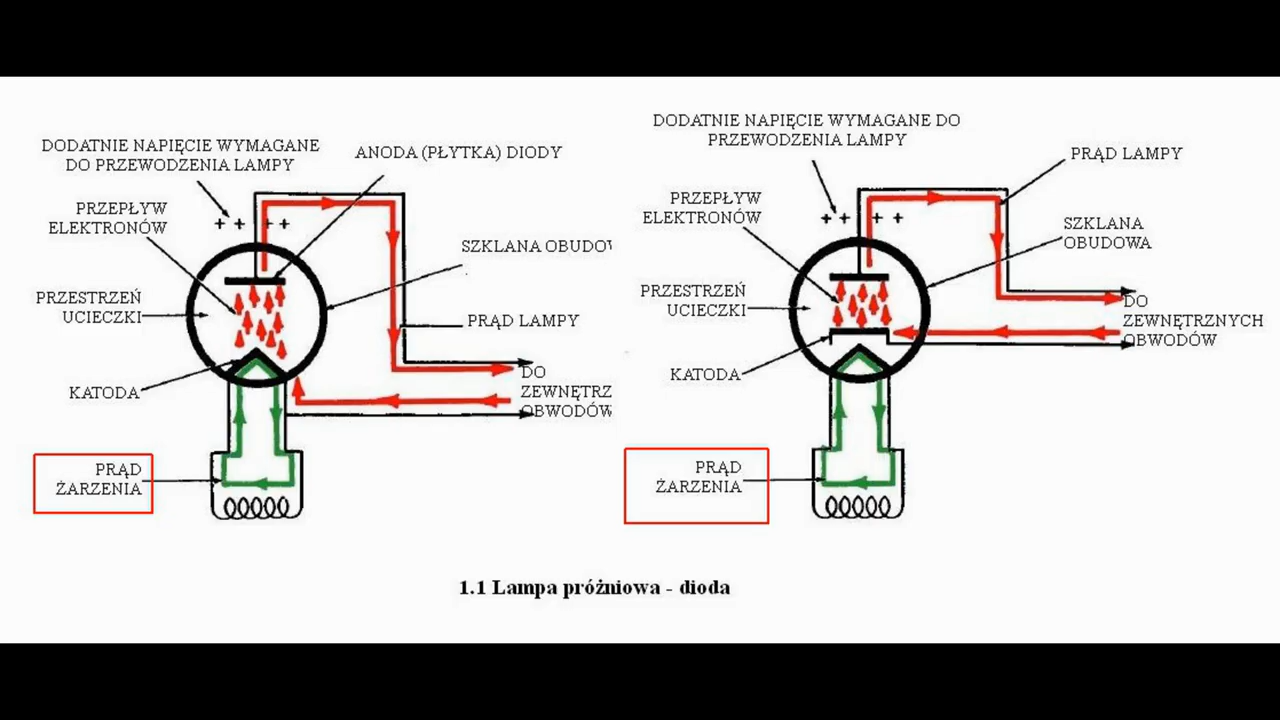 DODATNIE NAPIĘCIE WYMAGANE
DO PRZEWODZENIA LAMPY
ANODA (PŁYTKA) DIODY
PRZEPŁYW
ELEKTRONÓW
SZKLANA OBUDOW
PRZESTRZEŃ
UCIECZKI
PRĄD LAMPY
KATODA
DO
ZEWNĘTRZ
OBWODÓW
PRĄD
ŻARZENIA
DODATNIE NAPIĘCIE WYMAGANE DO
PRZEWODZENIA LAMPY
PRĄD LAMPY
PRZEPŁYW
ELEKTRONÓW
SZKLANA
OBUDOWA
PRZESTRZEŃ
UCIECZKI
DO
ZEWNĘTRZNYCH
OBWODÓW
KATODA
PRĄD
ŻARZENIA
1.1 Lampa próżniowa - dioda